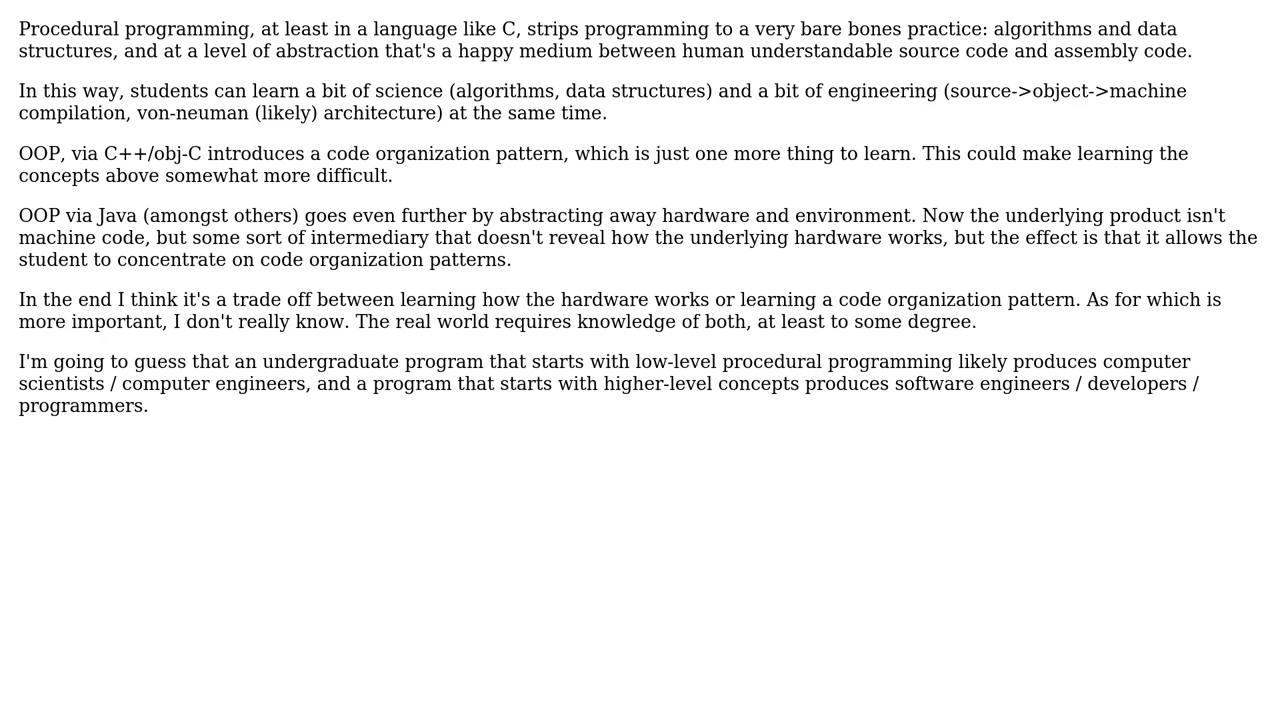 Procedural programming, at least in a language like C, strips programming to a very bare bones practice: algorithms and data
structures, and at a level of abstraction that's a happy medium between human understandable source code and assembly code.
In this way, students can learn a bit of science (algorithms, data structures) and a bit of engineering (source->object->machine
compilation, von-neuman (likely) architecture) at the same time.
OOP, via C++/obj-C introduces a code organization pattern, which is just one more thing to learn. This could make learning the
concepts above somewhat more difficult.
OOP via Java (amongst others) goes even further by abstracting away hardware and environment. Now the underlying product isn't
machine code, but some sort of intermediary that doesn't reveal how the underlying hardware works, but the effect is that it allows the
student to concentrate on code organization patterns.
In the end I think it's a trade off between learning how the hardware works or learning a code organization pattern. As for which is
more important, I don't really know. The real world requires knowledge of both, at least to some degree.
I'm going to guess that an undergraduate program that starts with low-level procedural programming likely produces computer
scientists / computer engineers, and a program that starts with higher-level concepts produces software engineers / developers /
programmers.